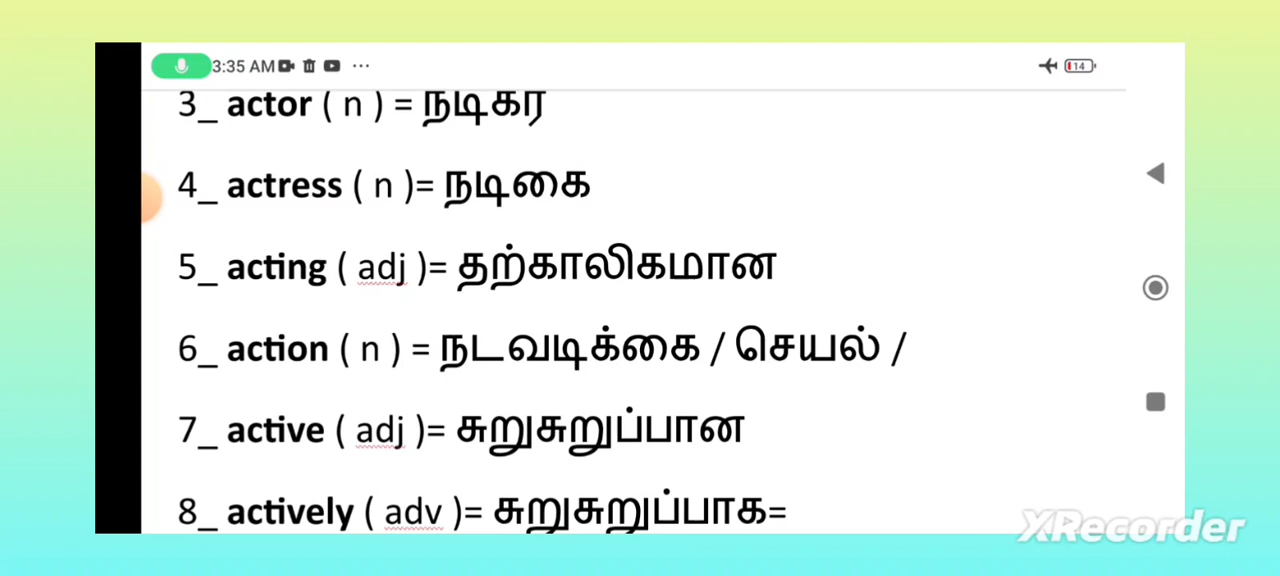 3:35 AM ... 14
3_ actor ( n ) = நடிகர
4_ actress ( n )= நடிகை
5_ acting ( adj )= தற்காலிகமான
6_ action ( n ) = நடவடிக்கை / செயல் /
7_ active ( adj )= சுறுசுறுப்பான
8_ actively ( adv )= சுறுசுறுப்பாக=
XRecorder